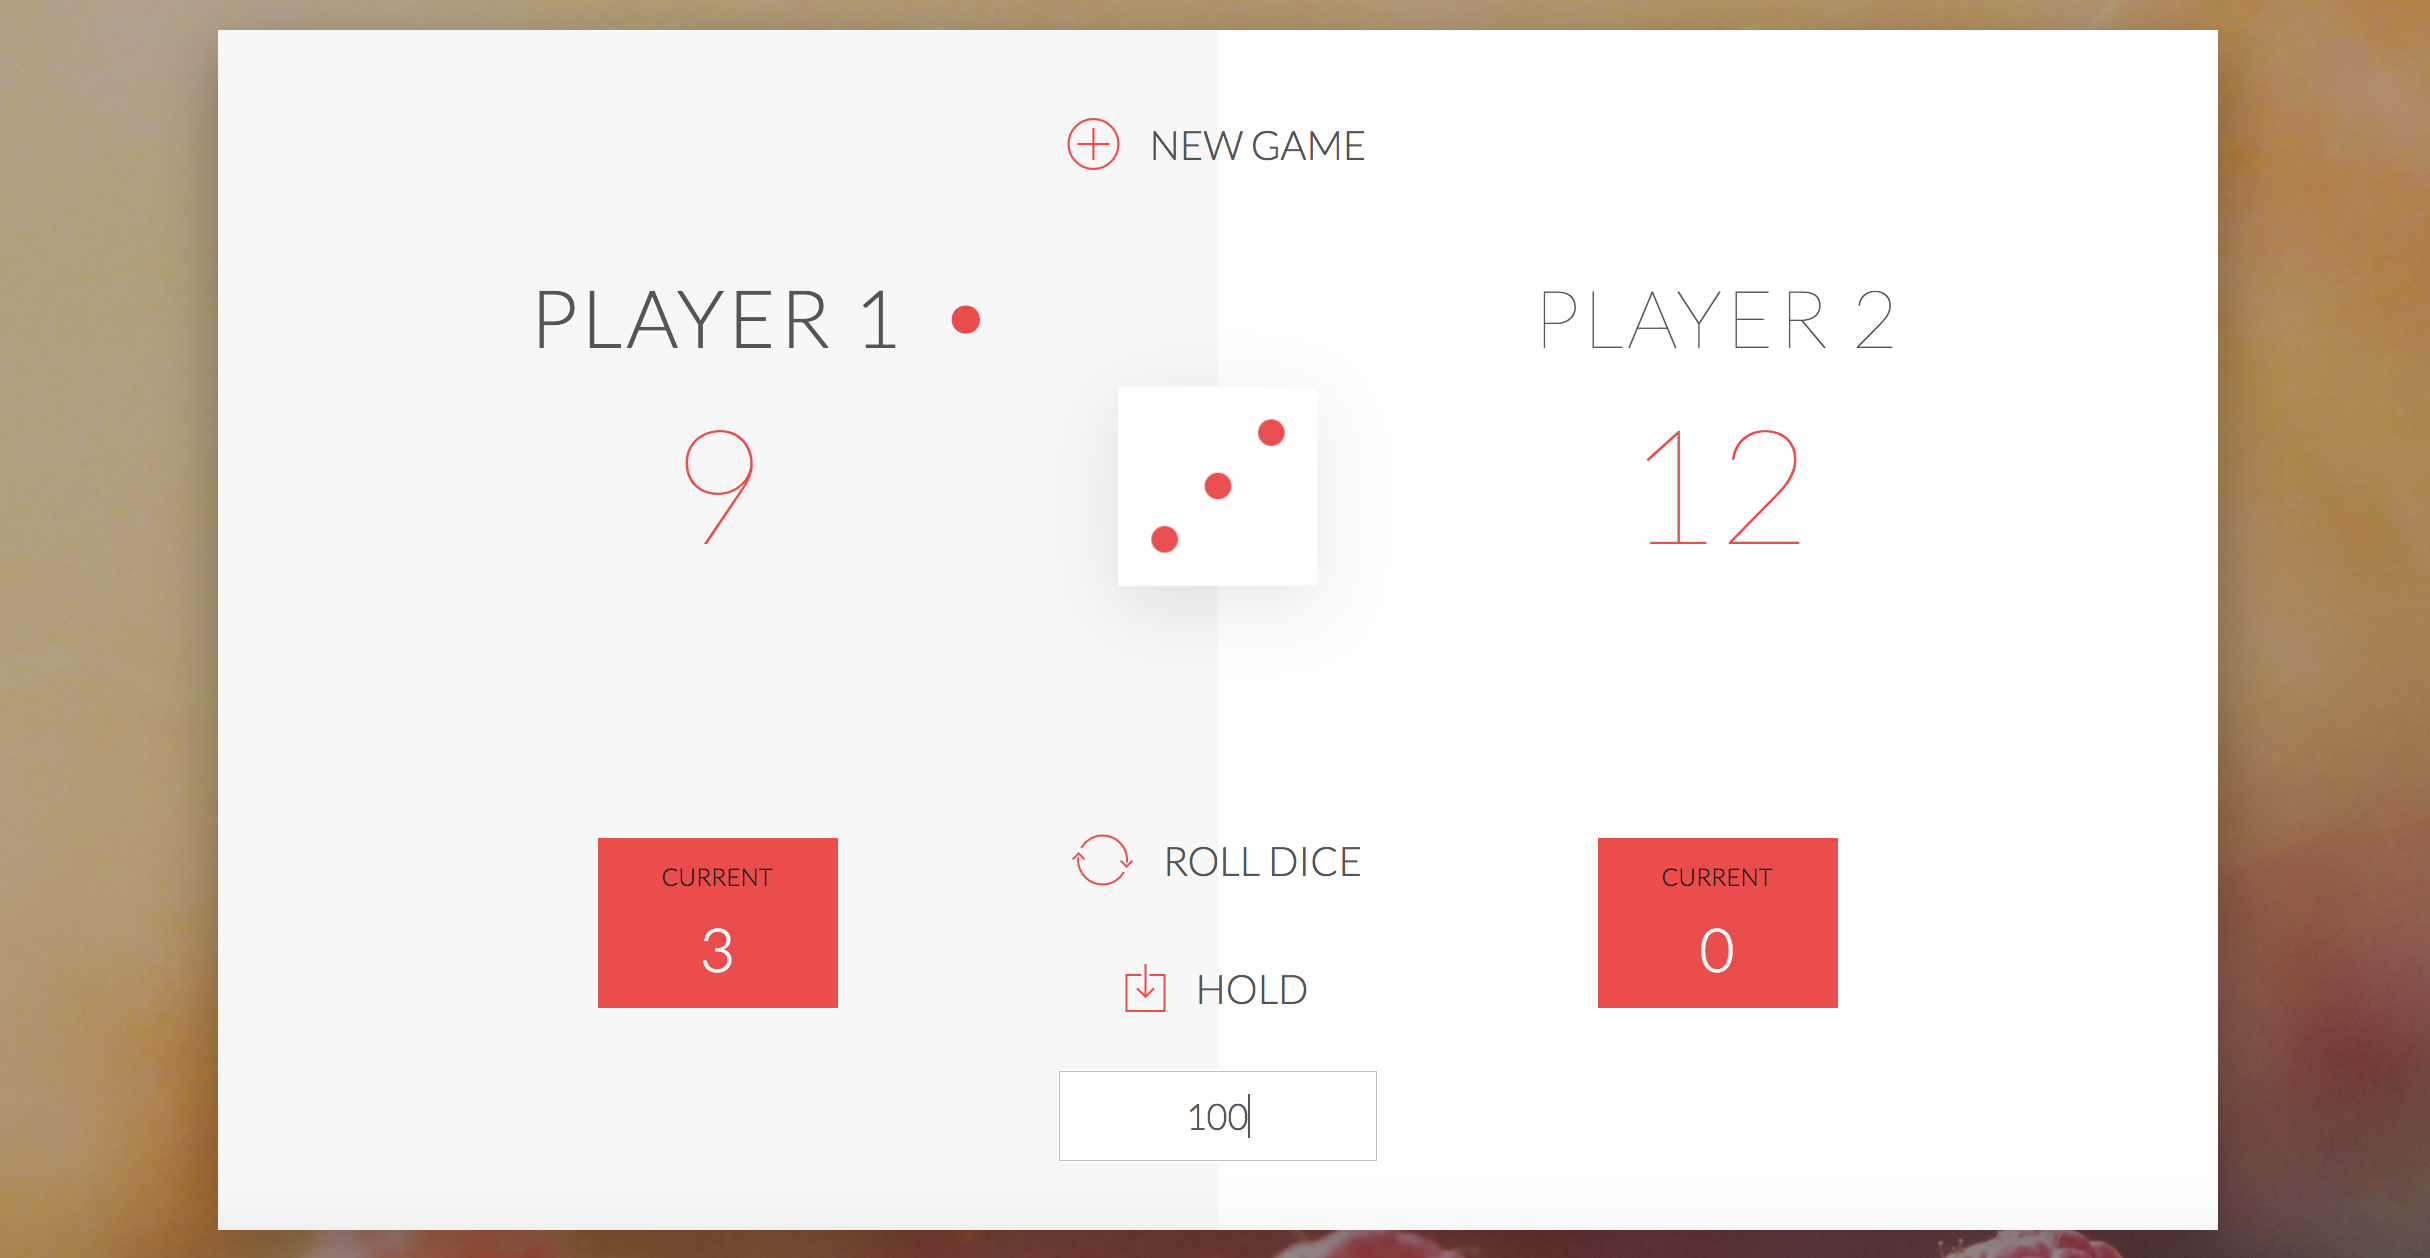 NEW GAME
PLAYER 1
9
PLAYER 2
12
CURRENT
3
ROLL DICE
HOLD
100
CURRENT
0